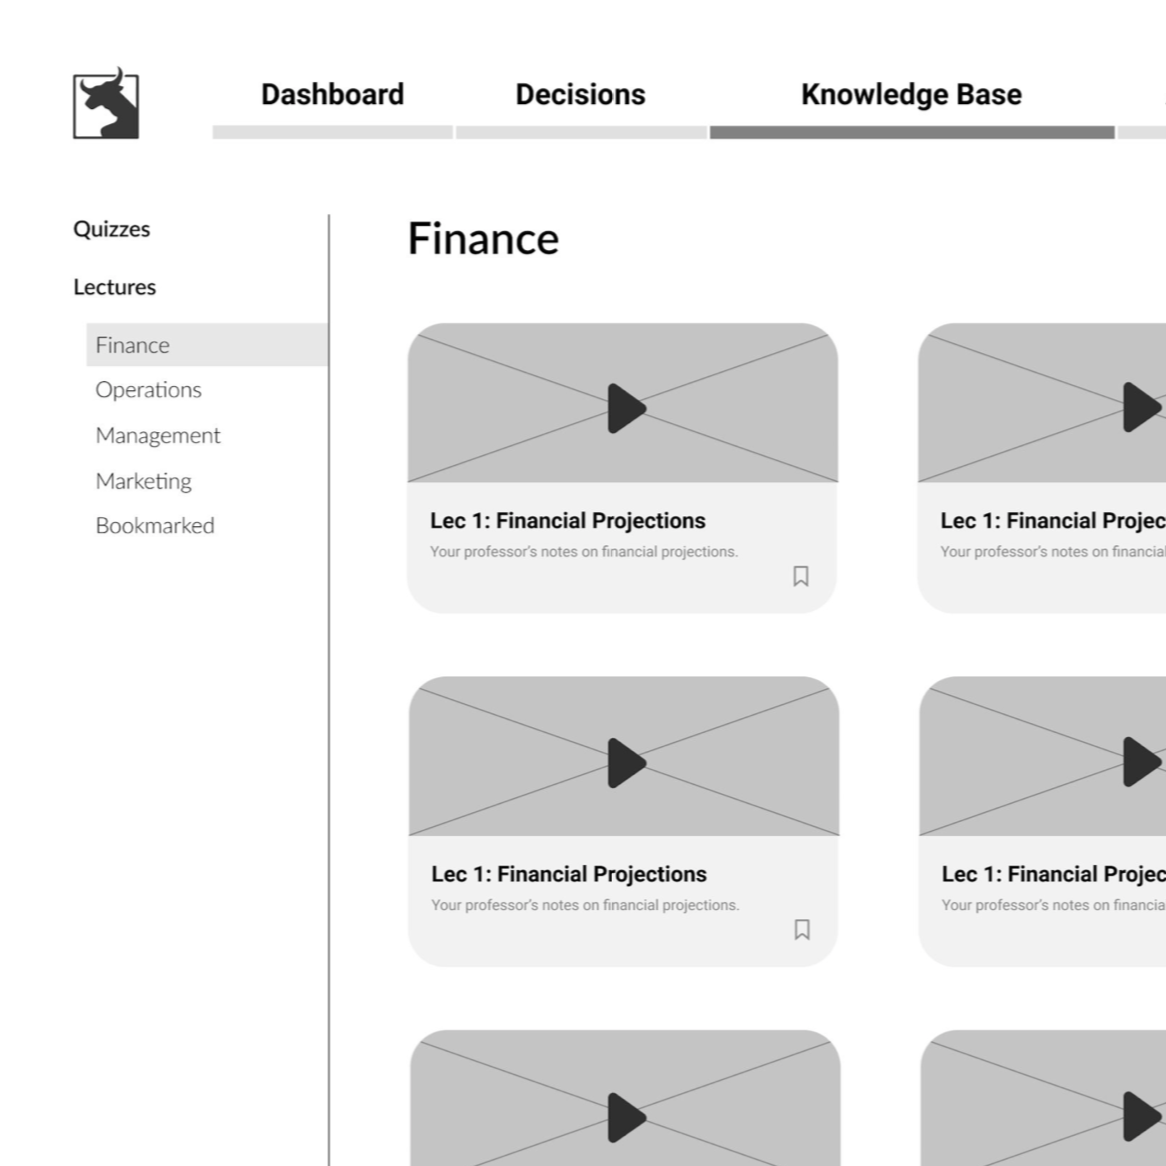 Dashboard
Decisions
Knowledge Base
Quizzes
Lectures
Finance
Operations
Management
Marketing
Bookmarked
Finance
Lec 1: Financial Projections
Your professor's notes on financial projections.
Lec 1: Financial Projec
Your professor's notes on financial
Lec 1: Financial Projections
Your professor's notes on financial projections.
Lec 1: Financial Projec
Your professor's notes on financia